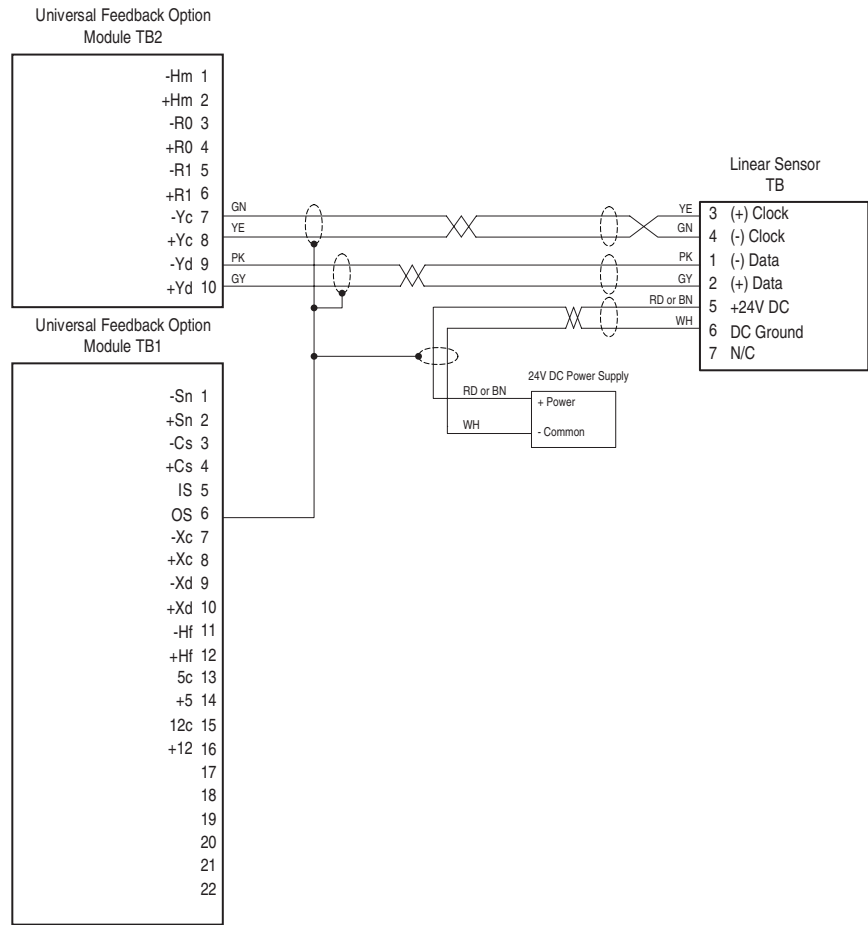 Universal Feedback Option
Module TB2
-Hm 1
+Hm 2
-R0 3
+R0 4
-R1 5
+R1 6
-Yc 7
+Yc 8
-Yd 9
+Yd 10
GN
YE
PK
GY
Linear Sensor
TB
YE
GN
PK
GY
RD or BN
WH
3 (+) Clock
4 (-) Clock
1 (-) Data
2 (+) Data
5 +24V DC
6 DC Ground
7 N/C
24V DC Power Supply
RD or BN
+ Power
WH
- Common
Universal Feedback Option
Module TB1
-Sn 1
+Sn 2
-Cs 3
+Cs 4
IS 5
OS 6
-Xc 7
+Xc 8
-Xd 9
+Xd 10
-Hf 11
+Hf 12
5c 13
+5 14
12c 15
+12 16
17
18
19
20
21
22